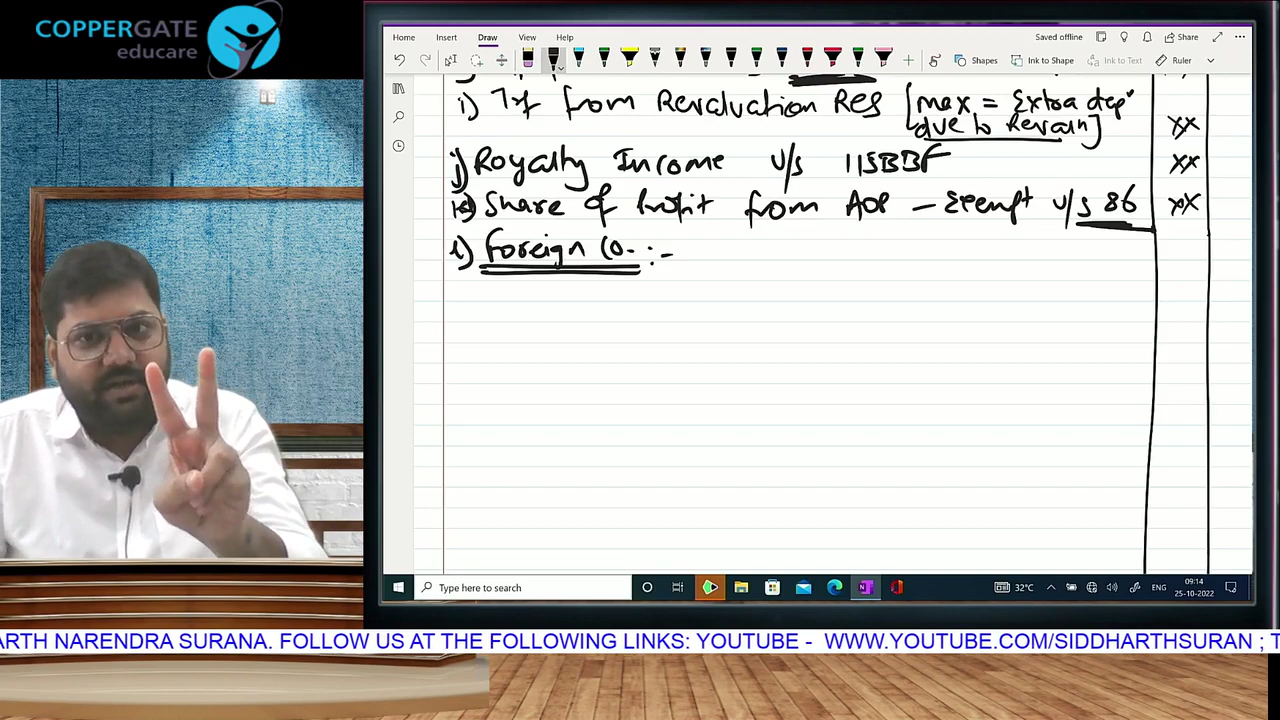 COPPERGATE
educare
Home Insert Draw View Help
Saved offline Share
Shapes Ink to Shape Ink to Text Ruler
i) Tf from Revaluation Res [max = Extra depn
due to Revaln] xx
j) Royalty Income u/s 115BBF xx
k) Share of Profit from AOP - Exempt u/s 86 xx
l) Foreign Co. :-
Type here to search
32°C ENG 09:14
25-10-2022
ARTH NARENDRA SURANA. FOLLOW US AT THE FOLLOWING LINKS: YOUTUBE - WWW.YOUTUBE.COM/SIDDHARTHSURAN ; T